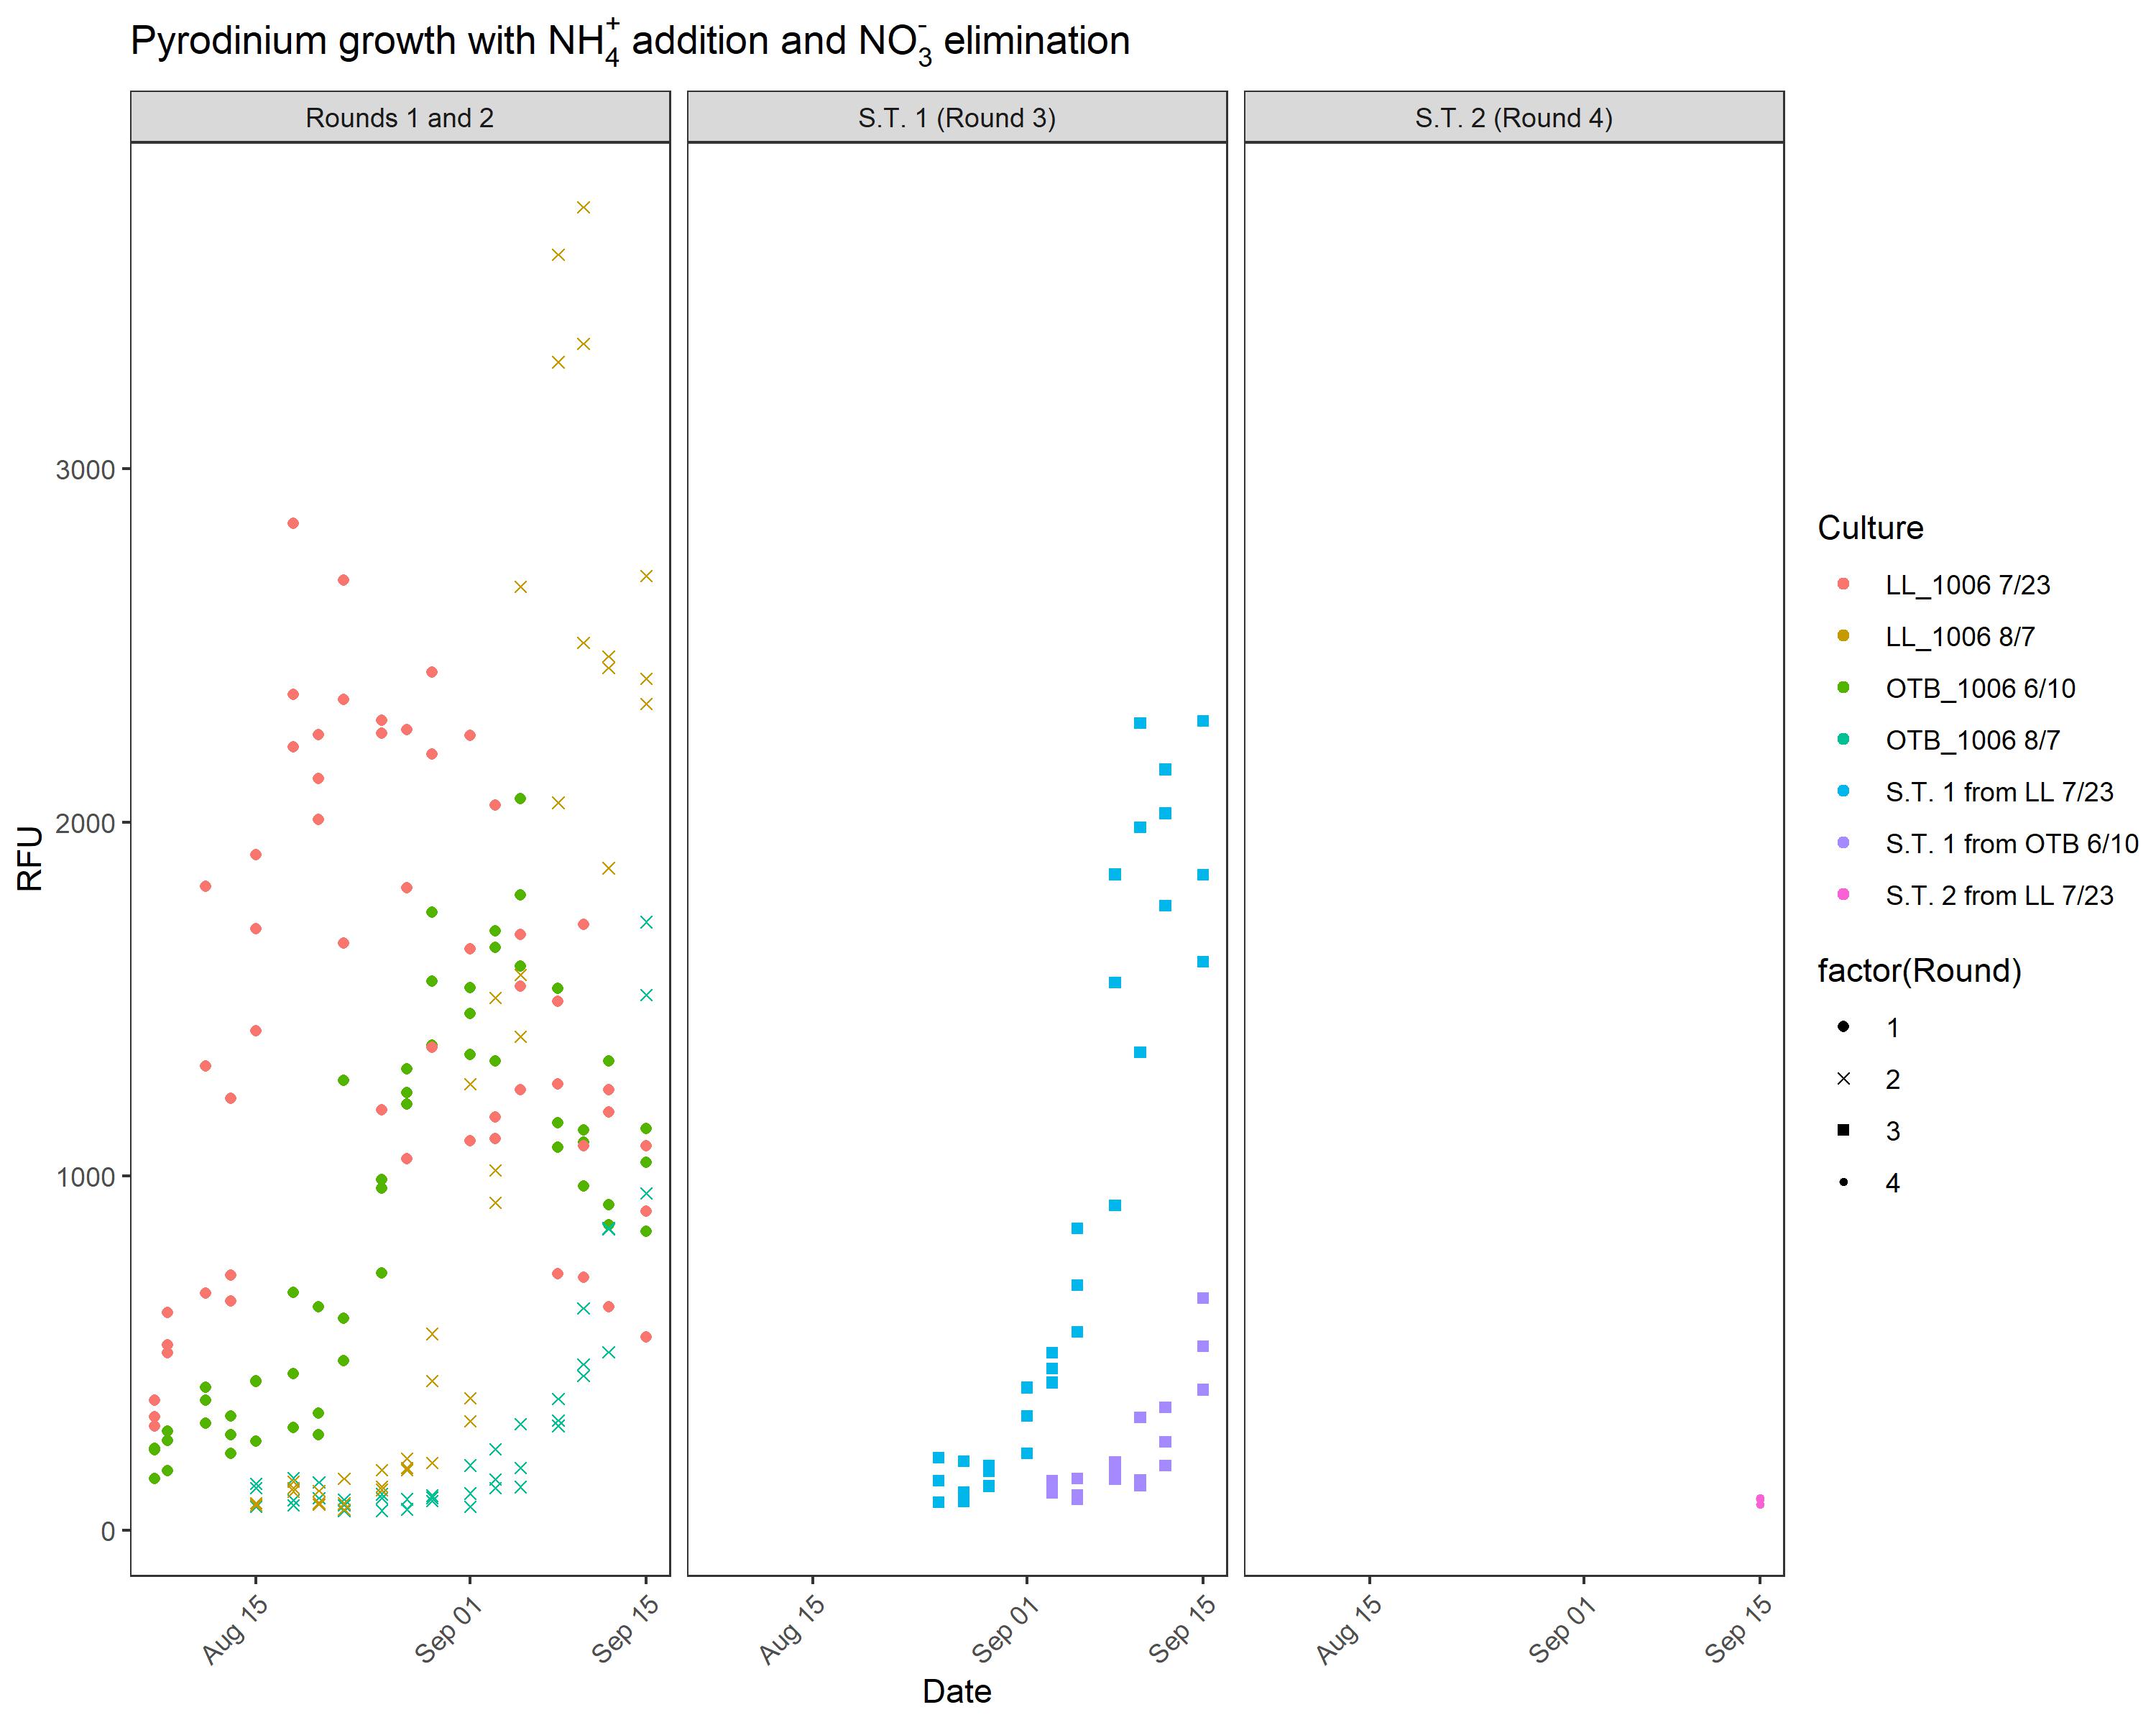 Pyrodinium growth with NH₄⁺ addition and NO₃⁻ elimination
Rounds 1 and 2
S.T. 1 (Round 3)
S.T. 2 (Round 4)
RFU
3000
2000
1000
0
Aug 15
Sep 01
Sep 15
Aug 15
Sep 01
Sep 15
Aug 15
Sep 01
Sep 15
Date
Culture
LL_1006 7/23
LL_1006 8/7
OTB_1006 6/10
OTB_1006 8/7
S.T. 1 from LL 7/23
S.T. 1 from OTB 6/10
S.T. 2 from LL 7/23
factor(Round)
1
2
3
4